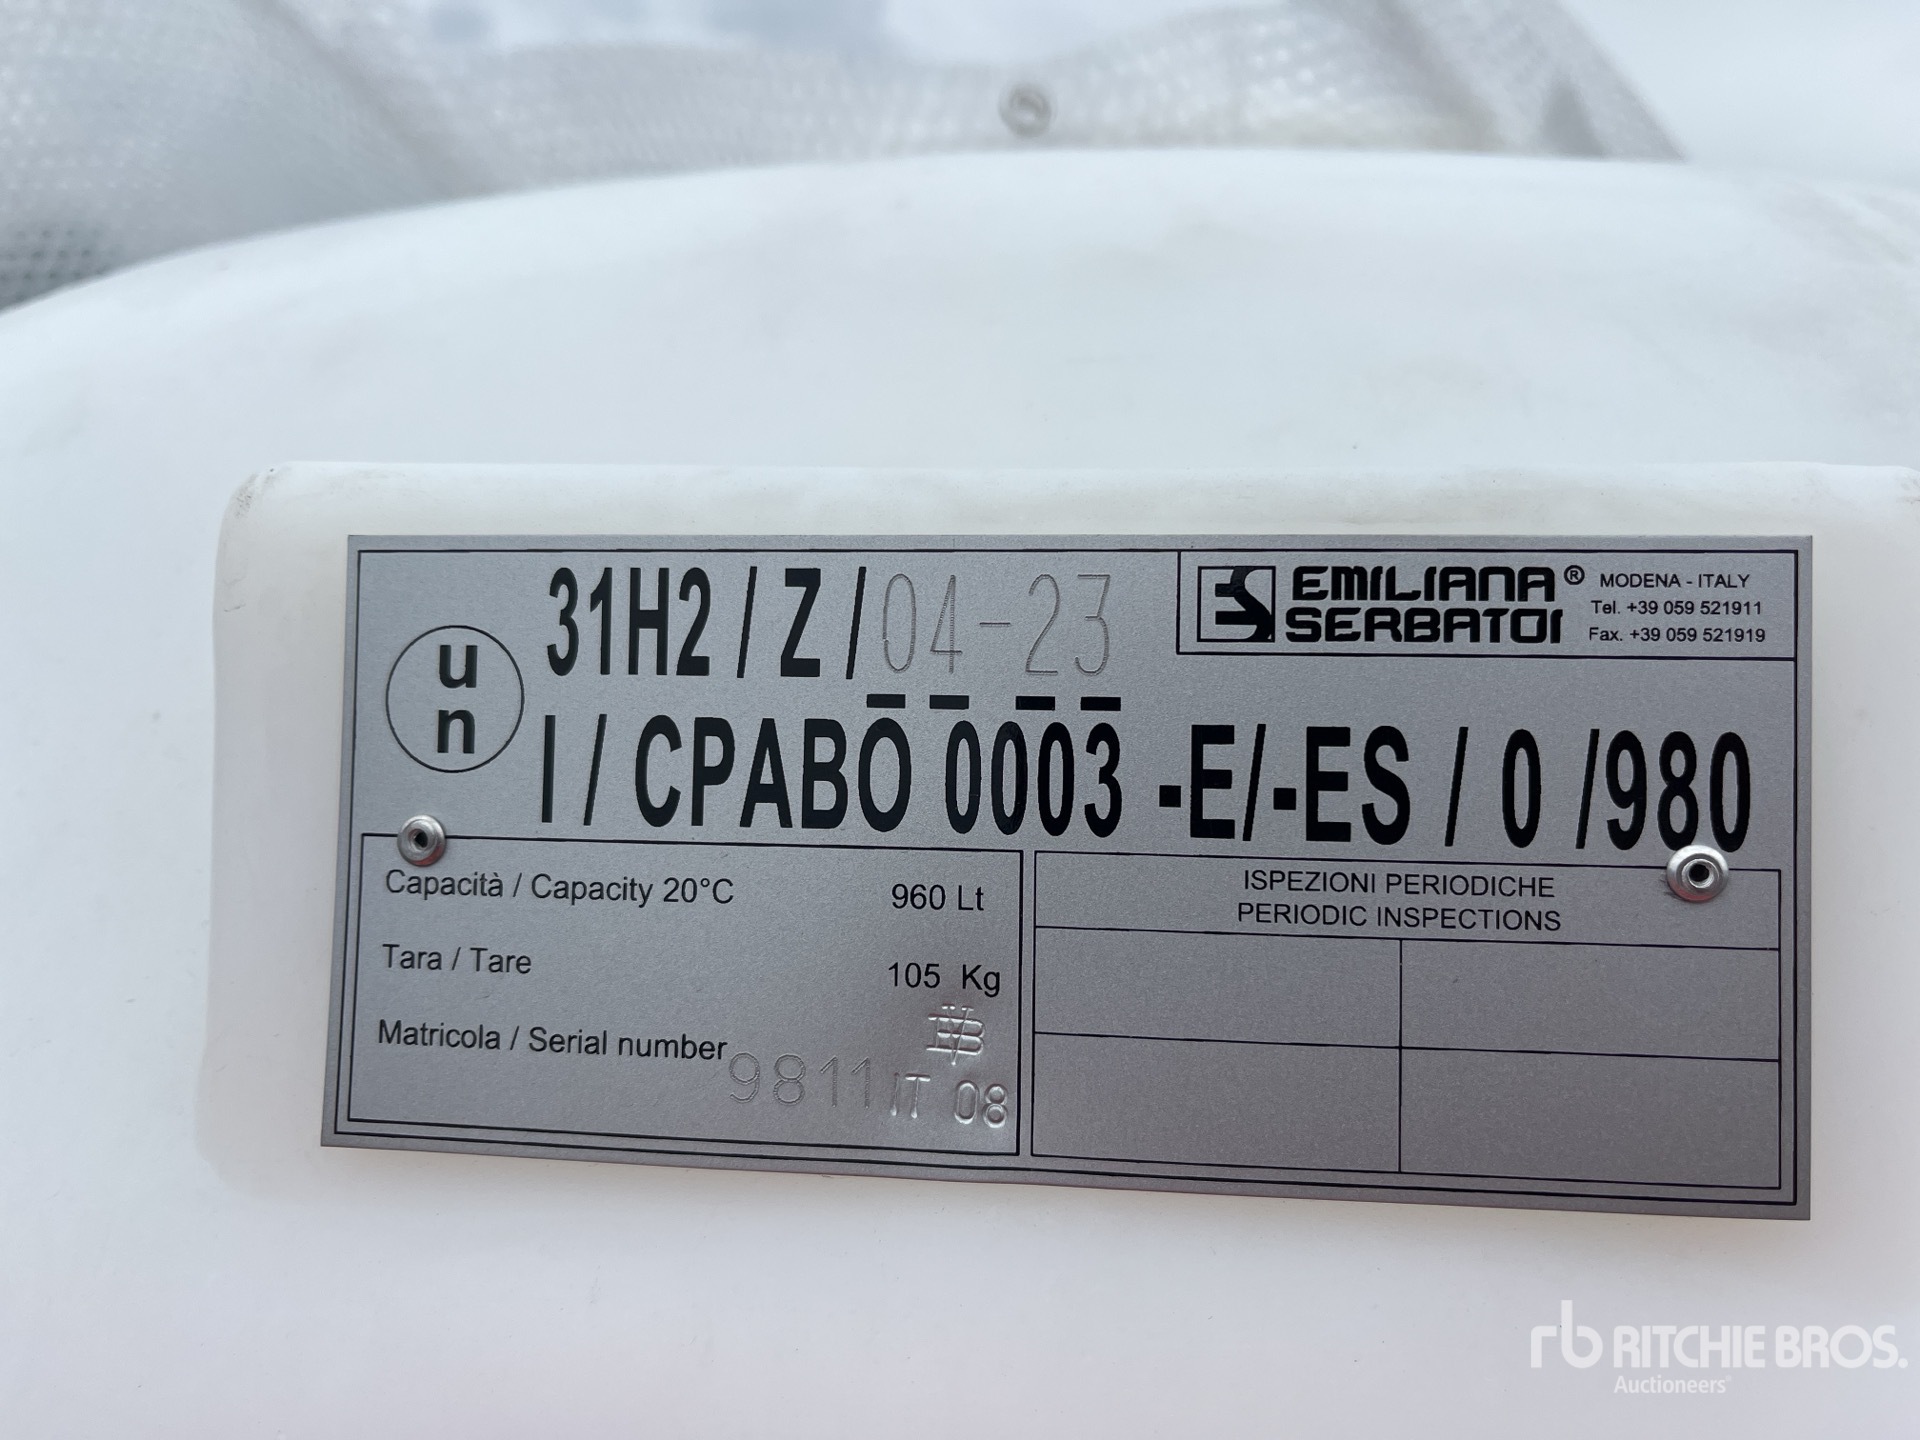 un
31H2 / Z / 04-23
I / CPABO 0003 -E/-ES / 0 /980
EMILIANA®
SERBATOI
MODENA - ITALY
Tel. +39 059 521911
Fax. +39 059 521919
Capacità / Capacity 20°C 960 Lt
Tara / Tare 105 Kg
Matricola / Serial number 9811 IT 08
ISPEZIONI PERIODICHE
PERIODIC INSPECTIONS
rb RITCHIE BROS.
Auctioneers